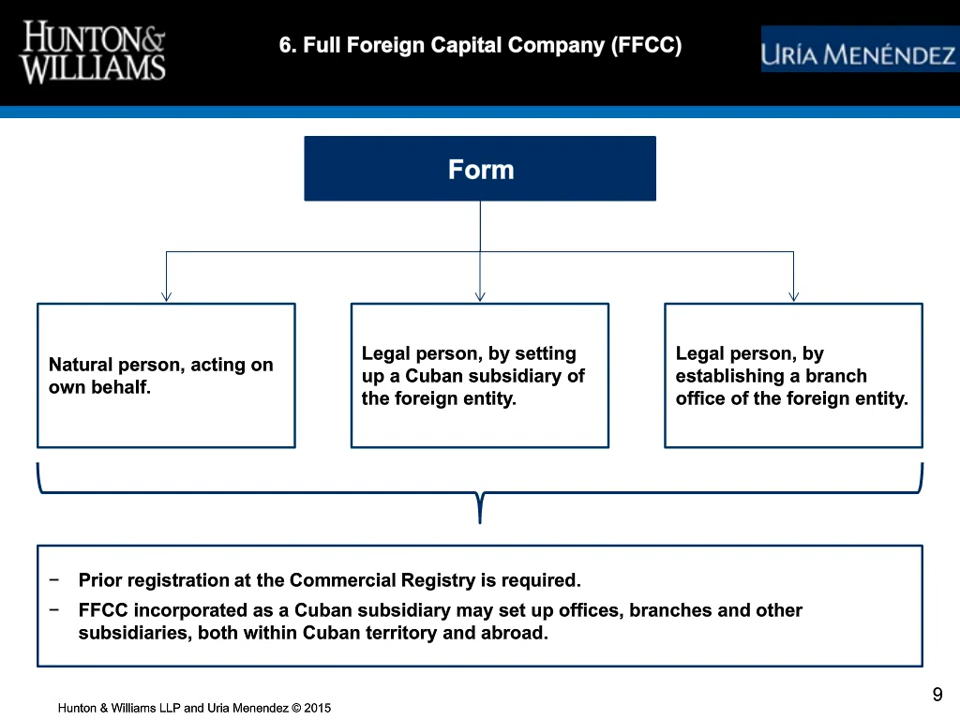 HUNTON&
WILLIAMS
6. Full Foreign Capital Company (FFCC)
URÍA MENÉNDEZ
Form
Natural person, acting on
own behalf.
Legal person, by setting
up a Cuban subsidiary of
the foreign entity.
Legal person, by
establishing a branch
office of the foreign entity.
− Prior registration at the Commercial Registry is required.
− FFCC incorporated as a Cuban subsidiary may set up offices, branches and other
subsidiaries, both within Cuban territory and abroad.
Hunton & Williams LLP and Uria Menendez © 2015
9